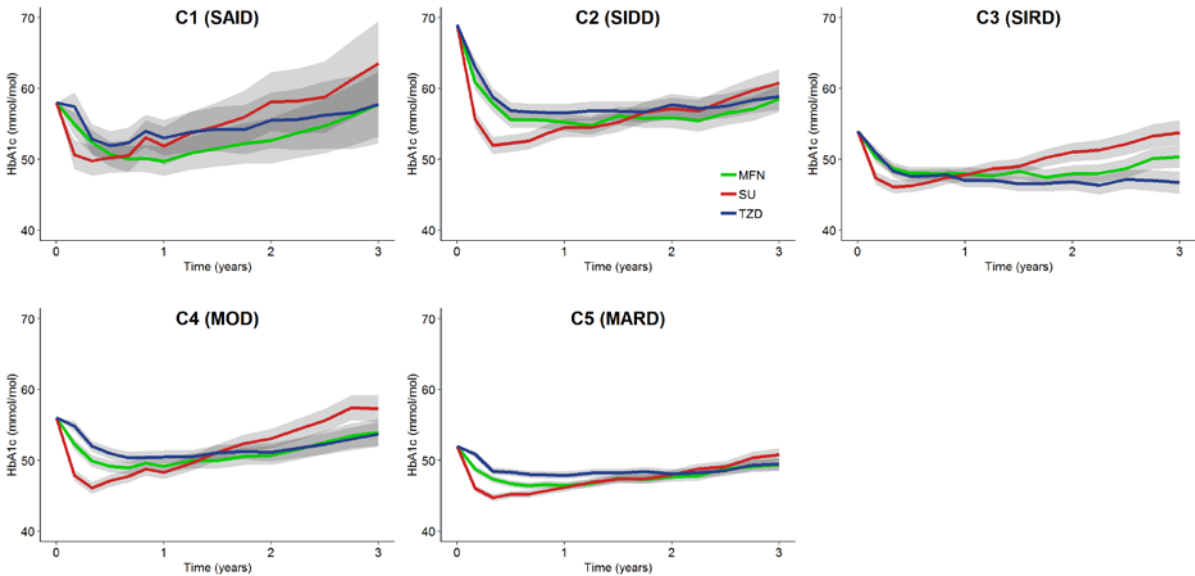 C1 (SAID)
70
60
50
40
HbA1c (mmol/mol)
0 1 2 3
Time (years)
C2 (SIDD)
70
60
50
40
HbA1c (mmol/mol)
MFN
SU
TZD
0 1 2 3
Time (years)
C3 (SIRD)
70
60
50
40
HbA1c (mmol/mol)
0 1 2 3
Time (years)
C4 (MOD)
70
60
50
40
HbA1c (mmol/mol)
0 1 2 3
Time (years)
C5 (MARD)
70
60
50
40
HbA1c (mmol/mol)
0 1 2 3
Time (years)